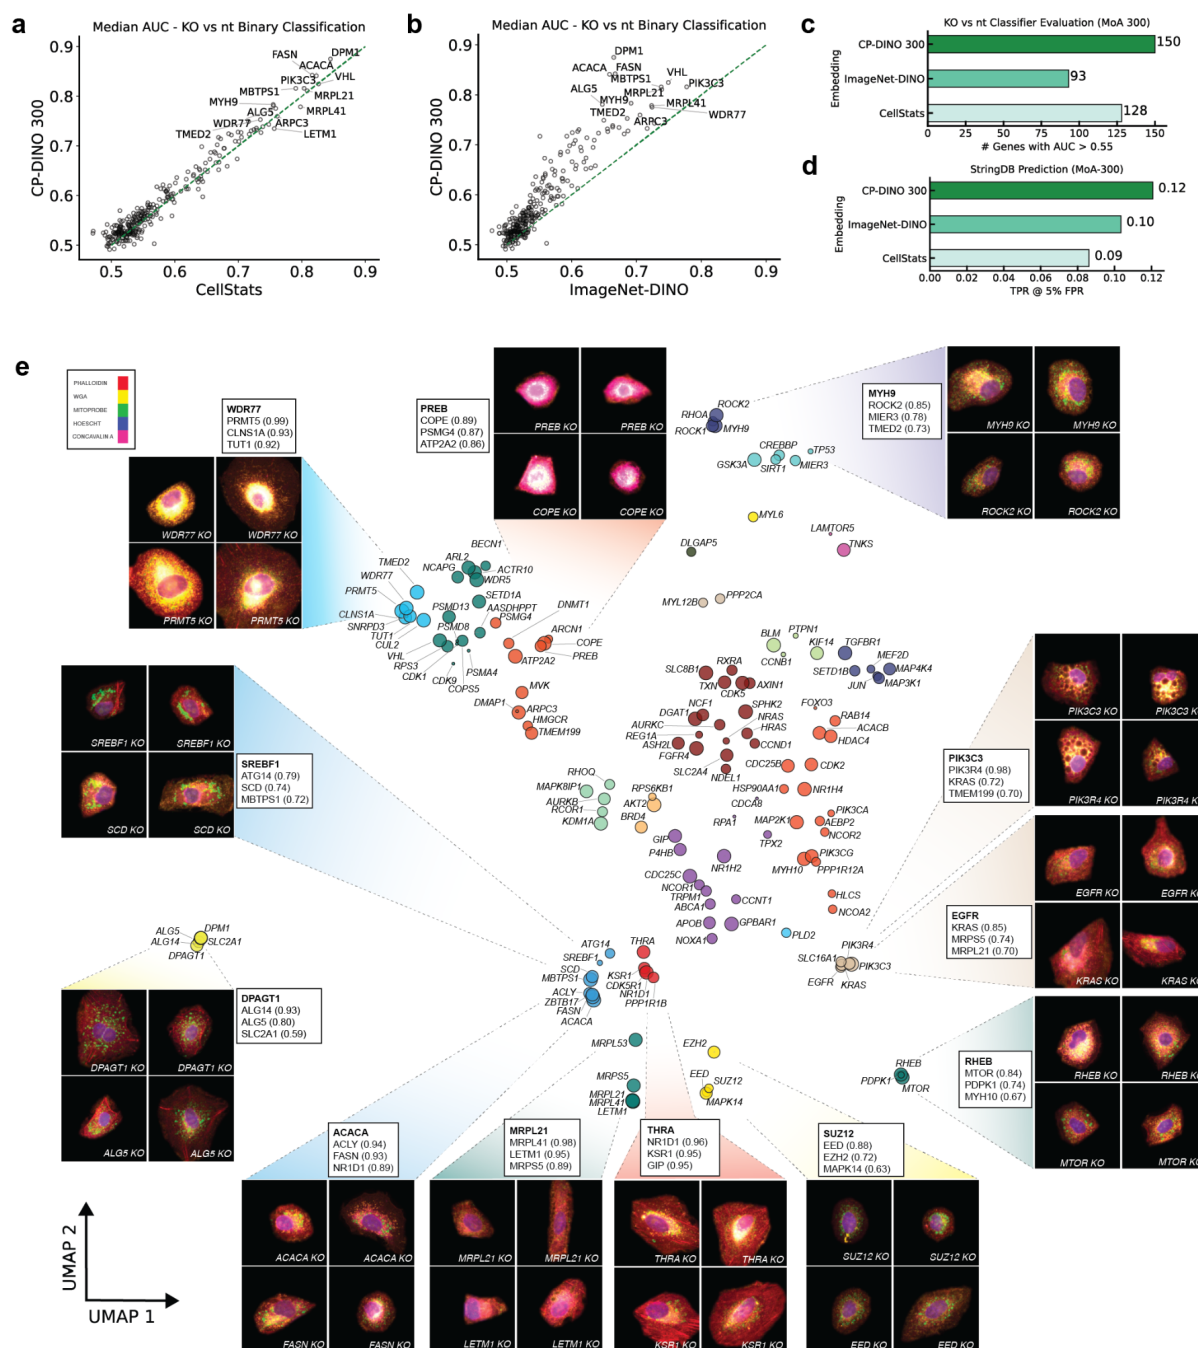 a
Median AUC - KO vs nt Binary Classification
CP-DINO 300
0.9
0.8
0.7
0.6
0.5
0.5 0.6 0.7 0.8 0.9
CellStats
FASN
DPM1
ACACA
PIK3C3
VHL
MBTPS1
MRPL21
MYH9
MRPL41
ALG5
WDR77
ARPC3
TMED2
LETM1
b
Median AUC - KO vs nt Binary Classification
CP-DINO 300
0.9
0.8
0.7
0.6
0.5
0.5 0.6 0.7 0.8 0.9
ImageNet-DINO
DPM1
ACACA
FASN
VHL
MBTPS1
PIK3C3
ALG5
MRPL21
MYH9
MRPL41
TMED2
ARPC3
WDR77
c
KO vs nt Classifier Evaluation (MoA 300)
Embedding
CP-DINO 300
150
ImageNet-DINO
93
CellStats
128
0 25 50 75 100 125 150
# Genes with AUC > 0.55
d
StringDB Prediction (MoA-300)
Embedding
CP-DINO 300
0.12
ImageNet-DINO
0.10
CellStats
0.09
0.00 0.02 0.04 0.06 0.08 0.10 0.12
TPR @ 5% FPR
e
PHALLOIDIN
WGA
MITOPROBE
HOESCHT
CONCAVALIN A
WDR77
PRMT5 (0.99)
CLNS1A (0.93)
TUT1 (0.92)
WDR77 KO
WDR77 KO
PRMT5 KO
PRMT5 KO
PREB
COPE (0.89)
PSMG4 (0.87)
ATP2A2 (0.86)
PREB KO
PREB KO
COPE KO
COPE KO
MYH9
ROCK2 (0.85)
MIER3 (0.78)
TMED2 (0.73)
MYH9 KO
MYH9 KO
ROCK2 KO
ROCK2 KO
ROCK2
RHOA
ROCK1
MYH9
CREBBP
TP53
GSK3A
SIRT1
MIER3
MYL6
DLGAP5
LAMTOR5
TNKS
MYL12B
PPP2CA
BECN1
ARL2
NCAPG
ACTR10
WDR5
TMED2
WDR77
PRMT5
SETD1A
CLNS1A
PSMD13
AASDHPPT
PSMG4
SNRPD3
PSMD8
DNMT1
TUT1
CUL2
ARCN1
COPE
VHL
PREB
RPS3
PSMA4
ATP2A2
CDK1
CDK9
COPS5
MVK
DMAP1
ARPC3
HMGCR
TMEM199
PTPN1
BLM
KIF14
TGFBR1
CCNB1
MEF2D
SETD1B
MAP4K4
JUN
MAP3K1
RXRA
SLC8B1
TXN
CDK5
AXIN1
FOXO3
NCF1
SPHK2
DGAT1
RAB14
AURKC
NRAS
ACACB
REG1A
HRAS
HDAC4
ASH2L
CCND1
FGFR4
CDC25B
CDK2
SLC2A4
NDEL1
RHOQ
MAPK8IP1
RPS6KB1
HSP90AA1
NR1H4
AURKB
AKT2
CDCA8
RCOR1
BRD4
RPA1
MAP2K1
PIK3CA
KDM1A
AEBP2
NCOR2
GIP
TPX2
P4HB
NR1H2
PIK3CG
MYH10
PPP1R12A
CDC25C
NCOR1
TRPM1
ABCA1
CCNT1
HLCS
NCOA2
APOB
GPBAR1
NOXA1
PLD2
SREBF1 KO
SREBF1 KO
SCD KO
SCD KO
SREBF1
ATG14 (0.79)
SCD (0.74)
MBTPS1 (0.72)
PIK3C3
PIK3R4 (0.98)
KRAS (0.72)
TMEM199 (0.70)
PIK3C3 KO
PIK3C3 KO
PIK3R4 KO
PIK3R4 KO
EGFR
KRAS (0.85)
MRPS5 (0.74)
MRPL21 (0.70)
EGFR KO
EGFR KO
KRAS KO
KRAS KO
ALG5
DPM1
ALG14
SLC2A1
DPAGT1
DPAGT1
ALG14 (0.93)
ALG5 (0.80)
SLC2A1 (0.59)
DPAGT1 KO
DPAGT1 KO
ALG5 KO
ALG5 KO
ATG14
SREBF1
SCD
MBTPS1
ACLY
ZBTB17
FASN
ACACA
THRA
KSR1
CDK5R1
NR1D1
PPP1R1B
PIK3R4
SLC16A1
PIK3C3
EGFR
KRAS
MRPL53
MRPS5
MRPL21
MRPL41
LETM1
EZH2
EED
SUZ12
MAPK14
RHEB
PDPK1
MTOR
RHEB
MTOR (0.84)
PDPK1 (0.74)
MYH10 (0.67)
RHEB KO
RHEB KO
MTOR KO
MTOR KO
ACACA
ACLY (0.94)
FASN (0.93)
NR1D1 (0.89)
ACACA KO
ACACA KO
FASN KO
FASN KO
MRPL21
MRPL41 (0.98)
LETM1 (0.95)
MRPS5 (0.89)
MRPL21 KO
MRPL21 KO
LETM1 KO
LETM1 KO
THRA
NR1D1 (0.96)
KSR1 (0.95)
GIP (0.95)
THRA KO
THRA KO
KSR1 KO
KSR1 KO
SUZ12
EED (0.88)
EZH2 (0.72)
MAPK14 (0.63)
SUZ12 KO
SUZ12 KO
EED KO
EED KO
UMAP 2
UMAP 1